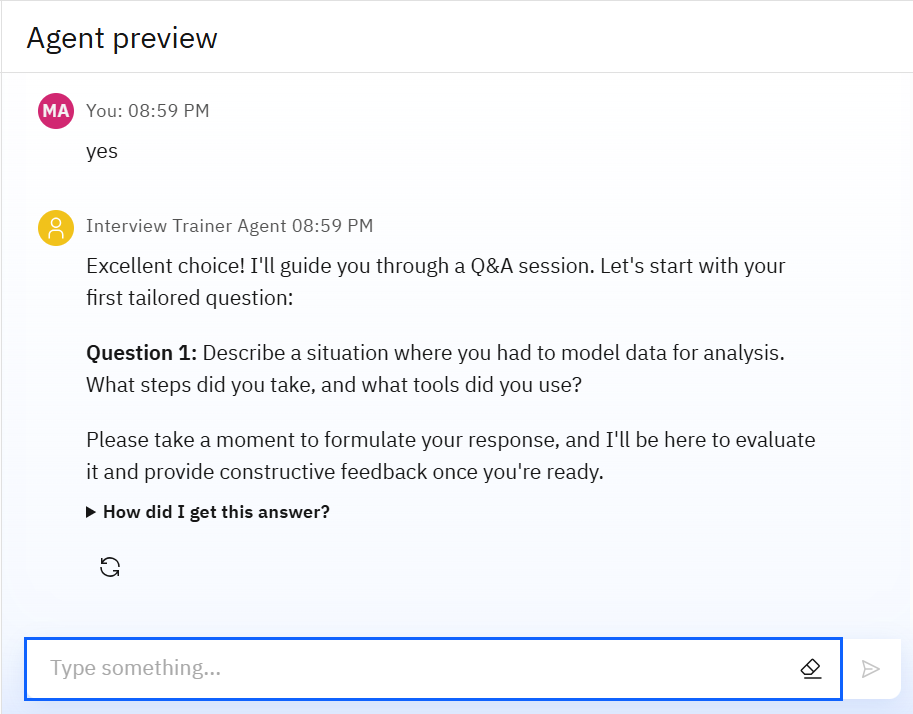 Agent preview
MA
You: 08:59 PM
yes
Interview Trainer Agent 08:59 PM
Excellent choice! I'll guide you through a Q&A session. Let's start with your
first tailored question:
Question 1: Describe a situation where you had to model data for analysis.
What steps did you take, and what tools did you use?
Please take a moment to formulate your response, and I'll be here to evaluate
it and provide constructive feedback once you're ready.
How did I get this answer?
Type something...